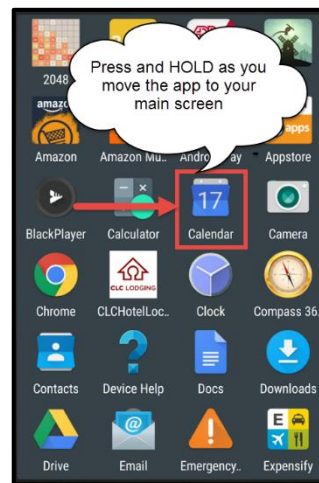 Press and HOLD as you
move the app to your
main screen
2048
amazon
apps
Amazon Amazon Mu.. Appstore
17
BlackPlayer Calculator Calendar Camera
CLC LODGING
Chrome CLCHotelLoc.. Clock Compass 36.
Contacts Device Help Docs Downloads
@
E
Drive Email Emergency.. Expensify